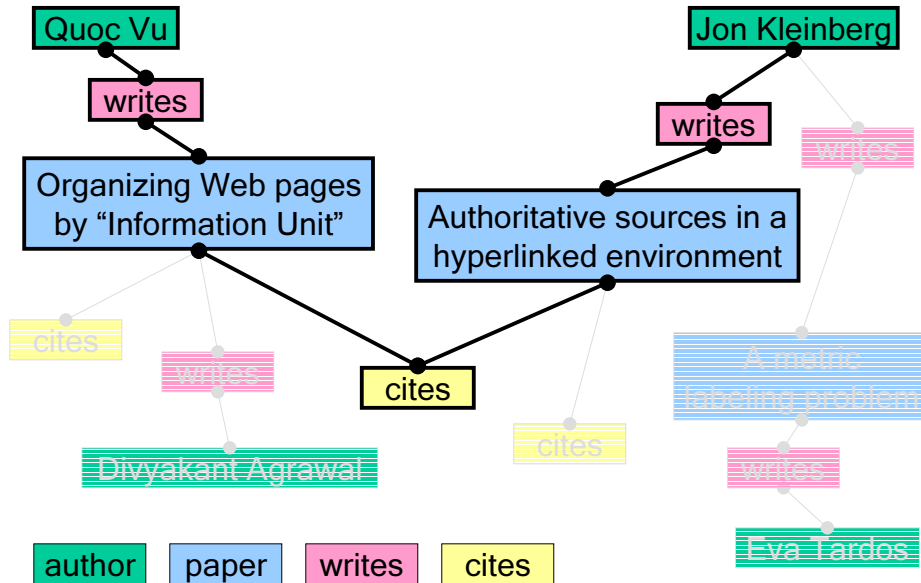 Quoc Vu
Jon Kleinberg
writes
writes
writes
Organizing Web pages
by “Information Unit”
Authoritative sources in a
hyperlinked environment
cites
writes
cites
A metric
labeling problem
cites
Divyakant Agrawal
writes
Eva Tardos
author
paper
writes
cites